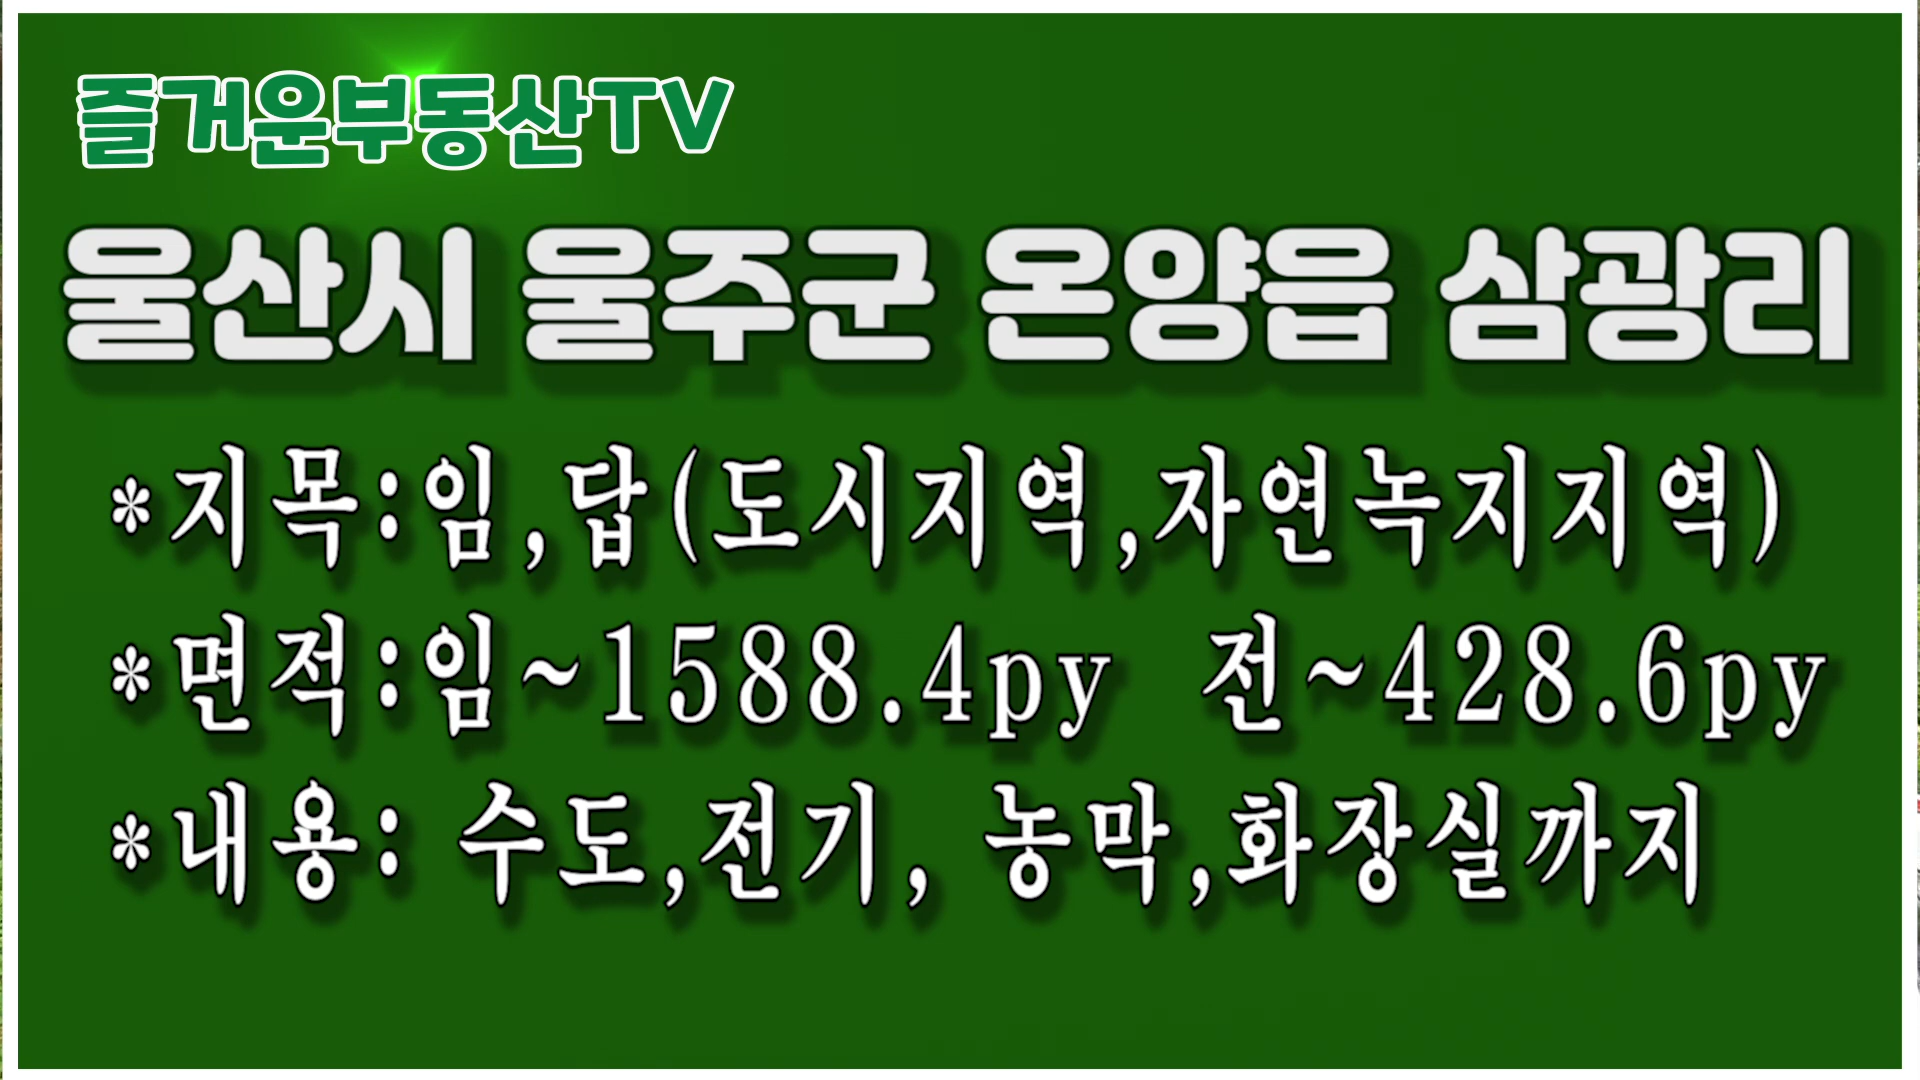 즐거운부동산TV
울산시 울주군 온양읍 삼광리
*지목:임,답(도시지역,자연녹지지역)
*면적:임~1588.4py 전~428.6py
*내용: 수도,전기, 농막,화장실까지